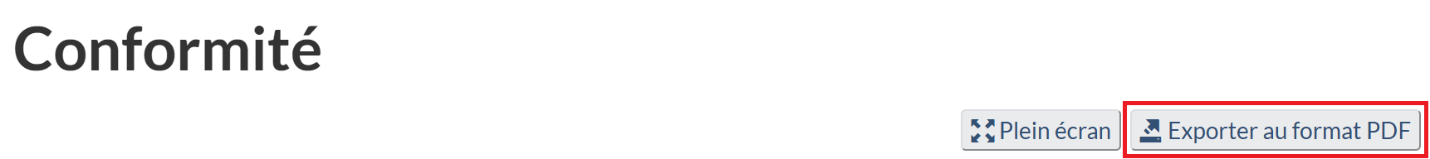 Conformité
Plein écran Exporter au format PDF